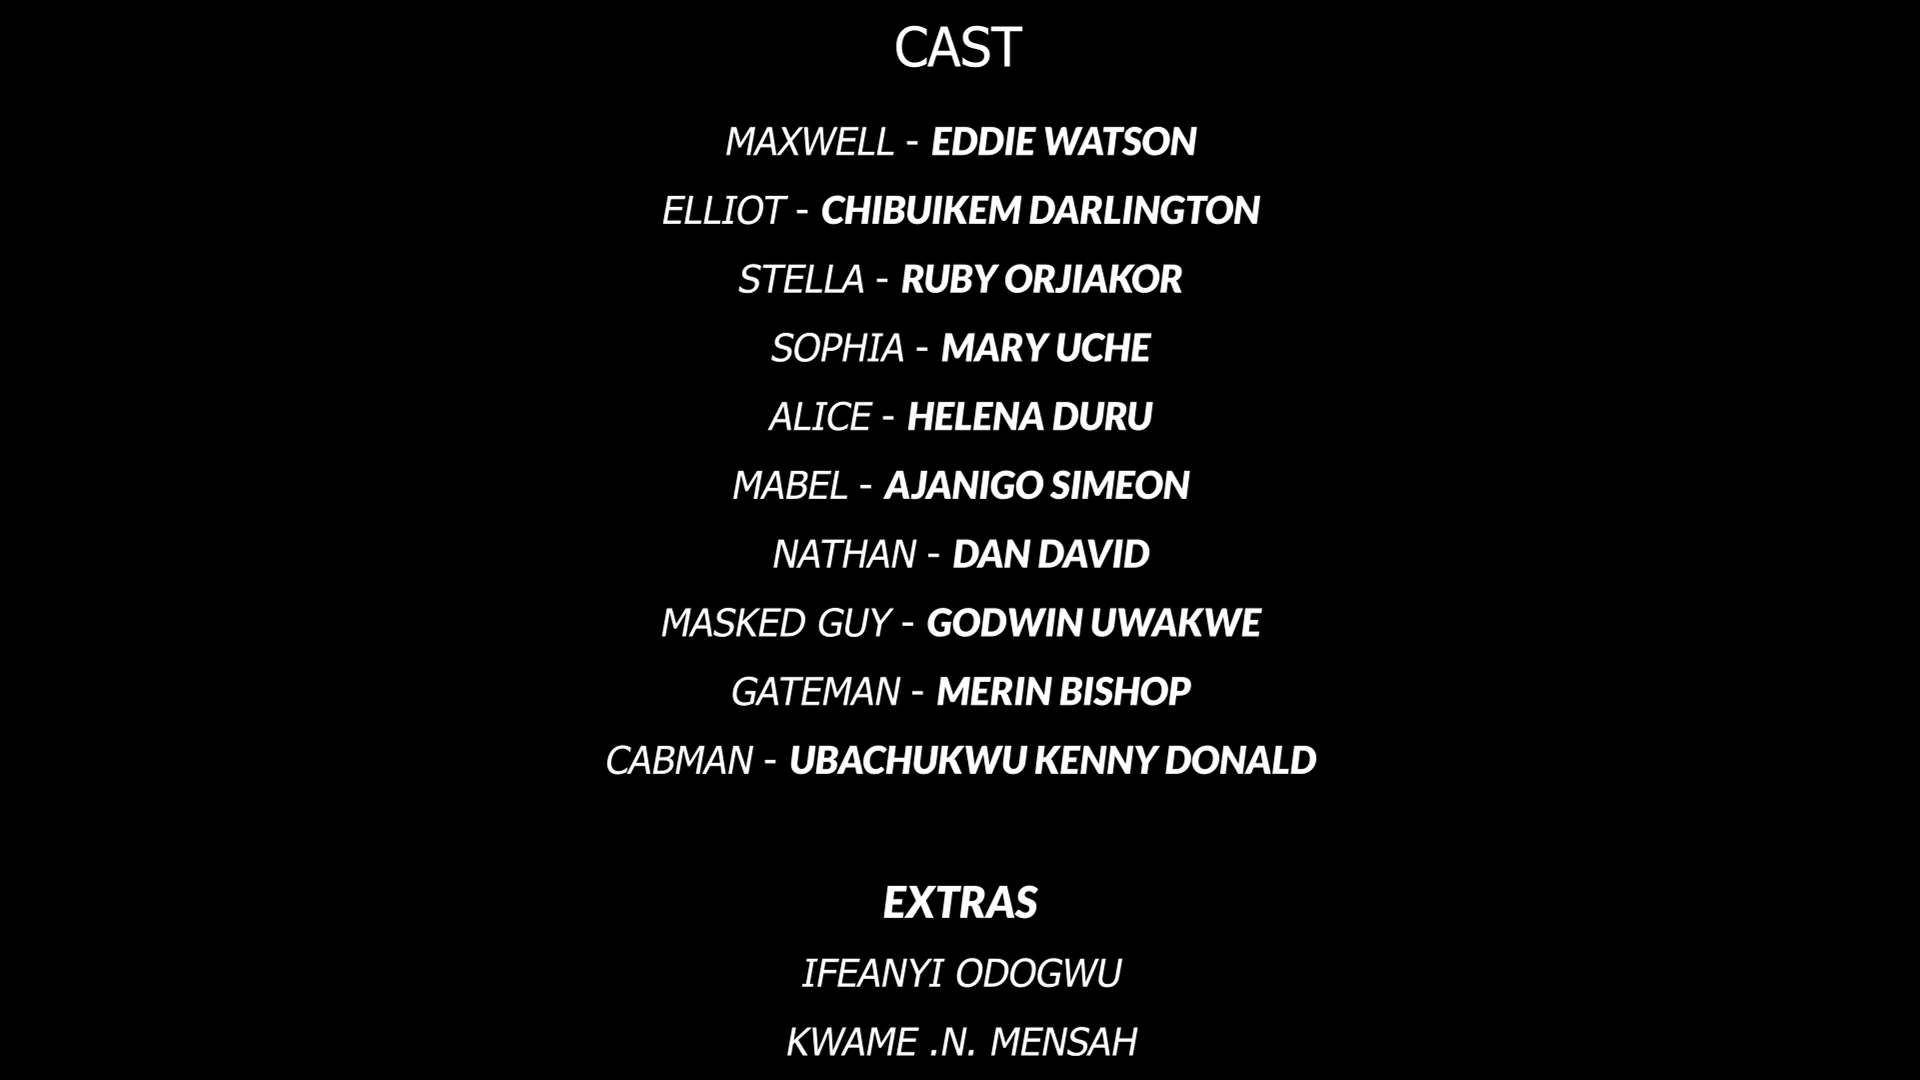 CAST
MAXWELL - EDDIE WATSON
ELLIOT - CHIBUIKEM DARLINGTON
STELLA - RUBY ORJIAKOR
SOPHIA - MARY UCHE
ALICE - HELENA DURU
MABEL - AJANIGO SIMEON
NATHAN - DAN DAVID
MASKED GUY - GODWIN UWAKWE
GATEMAN - MERIN BISHOP
CABMAN - UBACHUKWU KENNY DONALD
EXTRAS
IFEANYI ODOGWU
KWAME .N. MENSAH